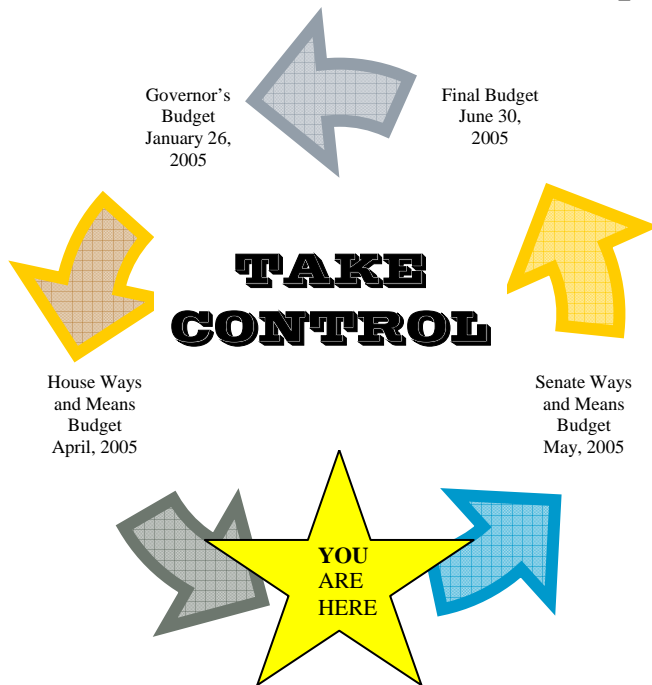 Governor's
Budget
January 26,
2005
Final Budget
June 30,
2005
TAKE
CONTROL
House Ways
and Means
Budget
April, 2005
Senate Ways
and Means
Budget
May, 2005
YOU
ARE
HERE